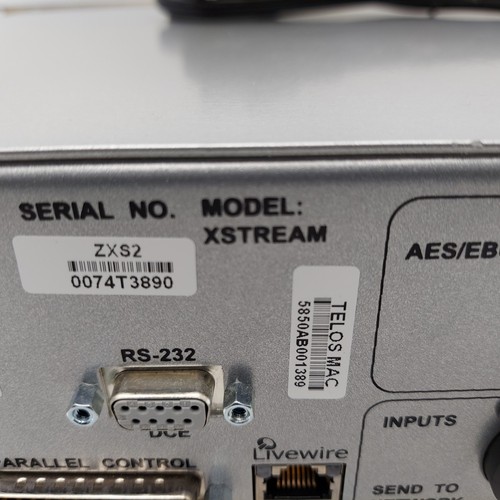 SERIAL NO.
ZXS2
0074T3890
MODEL:
XSTREAM
TELOS MAC
5850AB001389
AES/EB
RS-232
DCE
PARALLEL CONTROL
Livewire
INPUTS
SEND TO